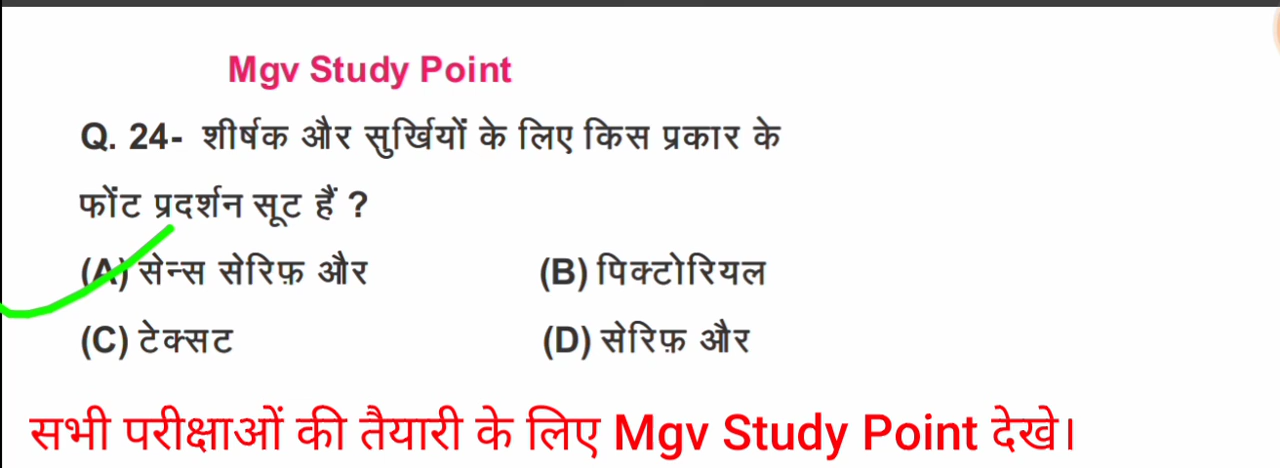 Mgv Study Point
Q. 24- शीर्षक और सुर्खियों के लिए किस प्रकार के
फोंट प्रदर्शन सूट हैं ?
(A) सेन्स सेरिफ़ और (B) पिक्टोरियल
(C) टेक्सट (D) सेरिफ़ और
सभी परीक्षाओं की तैयारी के लिए Mgv Study Point देखे।